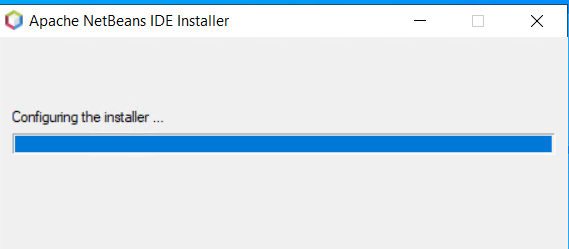 Apache NetBeans IDE Installer
Configuring the installer ...